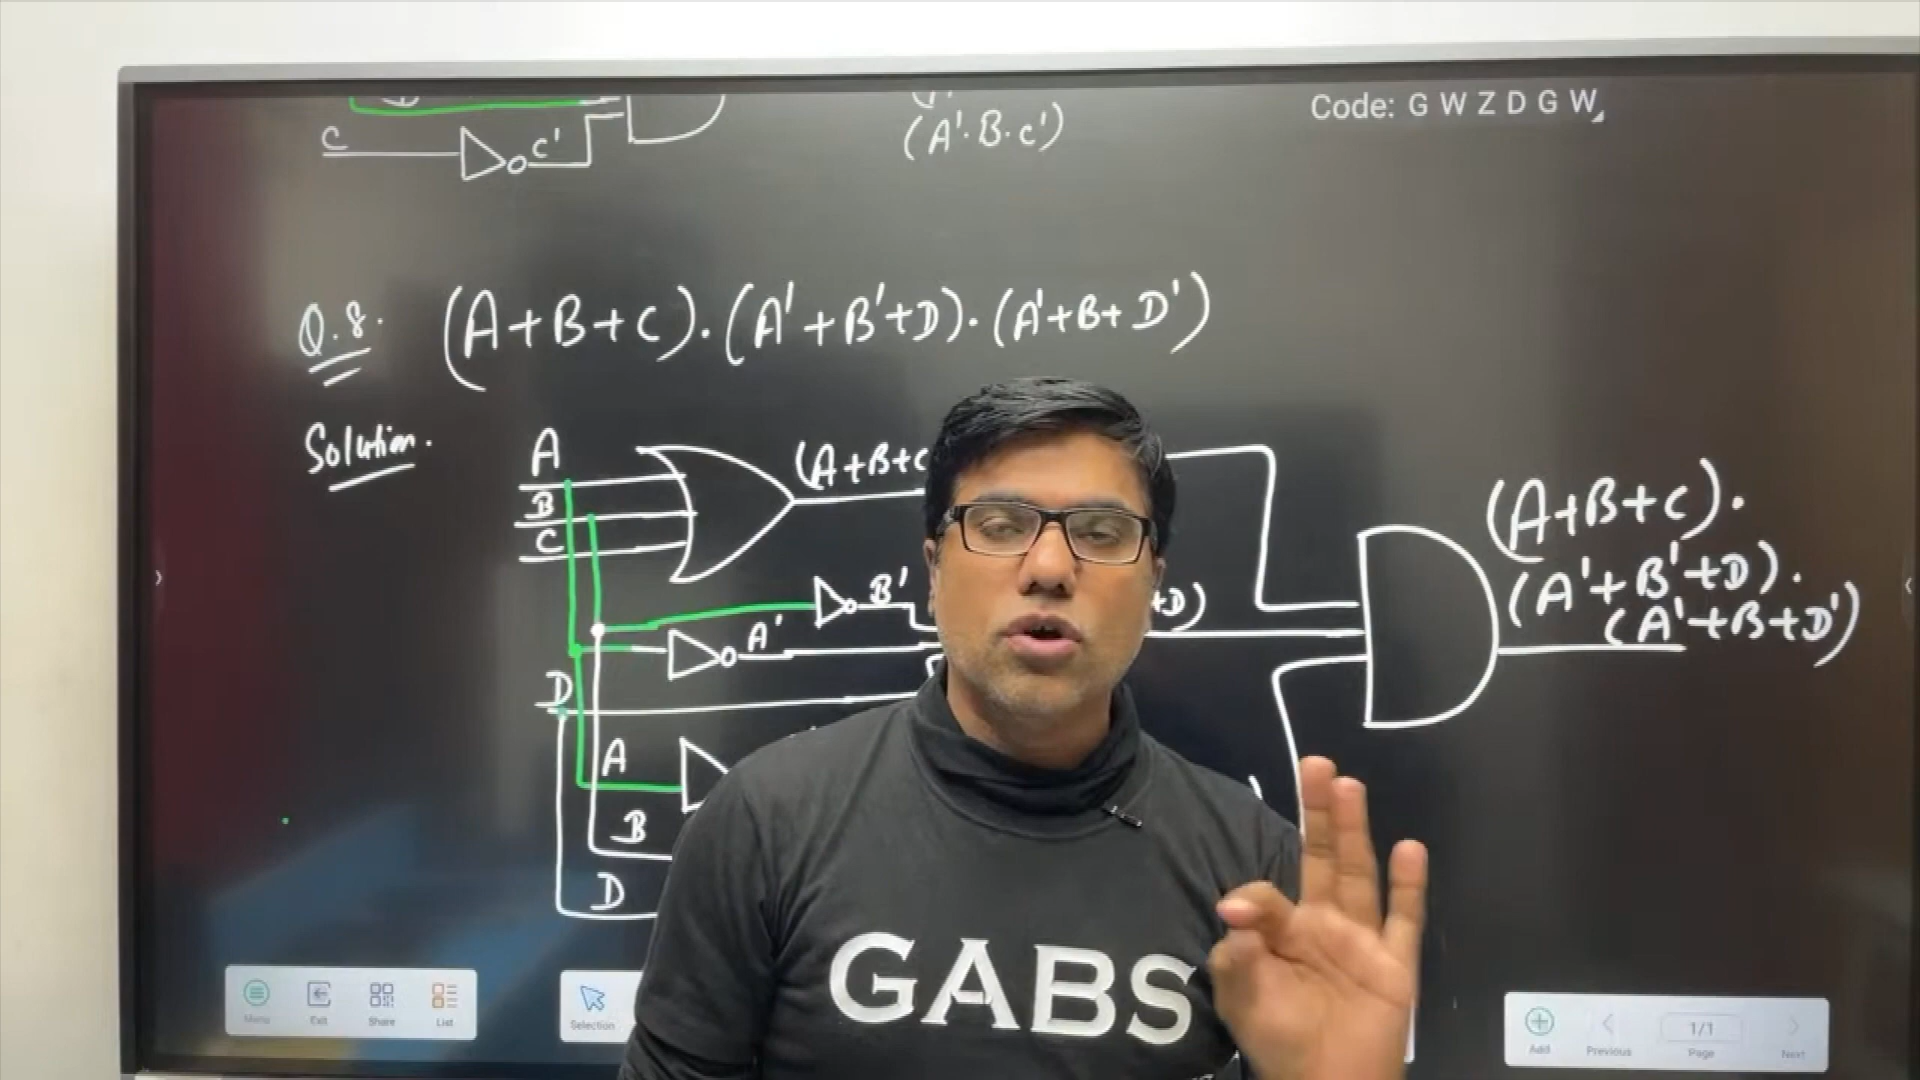 Code: G W Z D G W
C
C'
(A'.B.C')
Q.8. (A+B+C).(A'+B'+D).(A'+B+D')
Solution.
A
B
C
(A+B+C
B'
A'
+D)
D
A
B
D
(A+B+C).
(A'+B'+D).
(A'+B+D')
GABS
Menu
Exit
Share
List
Selection
Add
Previous
1/1
Page
Next